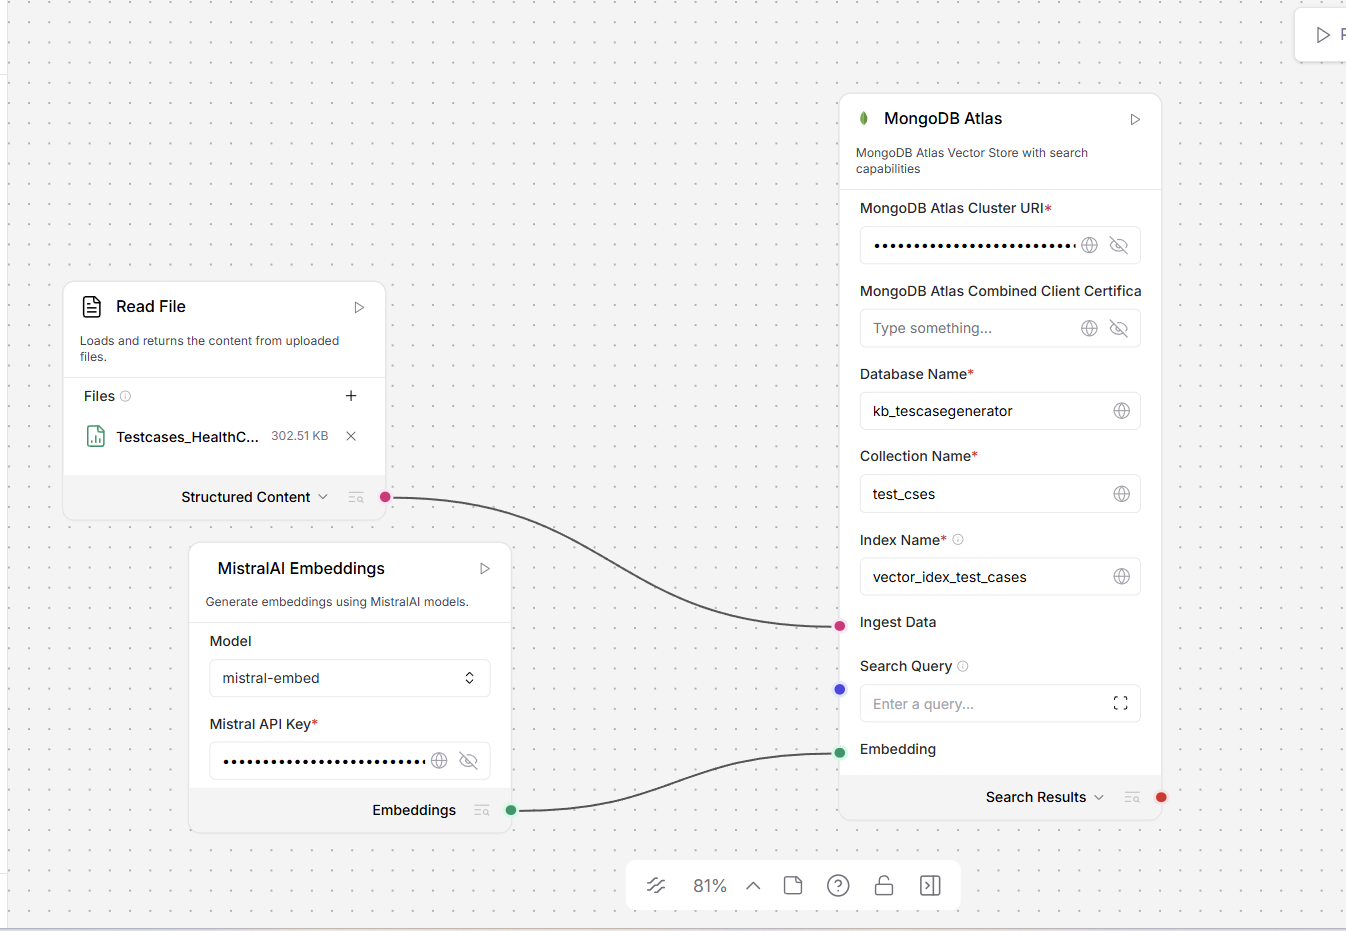 MongoDB Atlas
MongoDB Atlas Vector Store with search
capabilities
MongoDB Atlas Cluster URI*
••••••••••••••••••••••••••
MongoDB Atlas Combined Client Certifica
Type something...
Database Name*
kb_tescasegenerator
Collection Name*
test_cses
Index Name*
vector_idex_test_cases
Ingest Data
Search Query
Enter a query...
Embedding
Search Results
Read File
Loads and returns the content from uploaded
files.
Files
Testcases_HealthC... 302.51 KB
Structured Content
MistralAI Embeddings
Generate embeddings using MistralAI models.
Model
mistral-embed
Mistral API Key*
••••••••••••••••••••••••••
Embeddings
81%